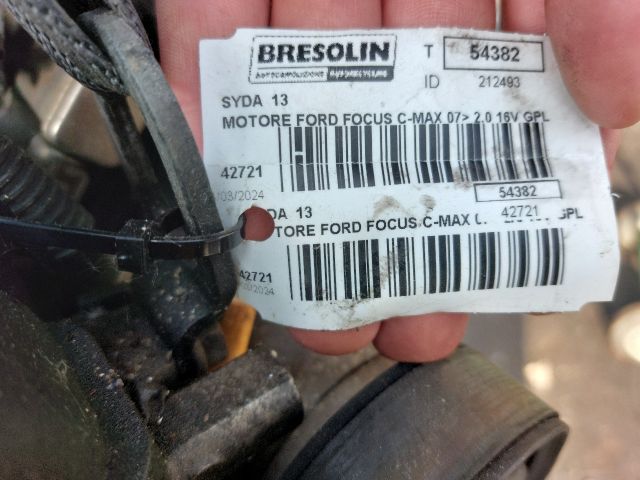 BRESOLIN
AUTODEMOLIZIONI
T 54382
ID 212493
SYDA 13
MOTORE FORD FOCUS C-MAX 07> 2.0 16V GPL
42721
/03/2024
54382
DA 13
42721
TORE FORD FOCUS C-MAX GPL
42721
/2024